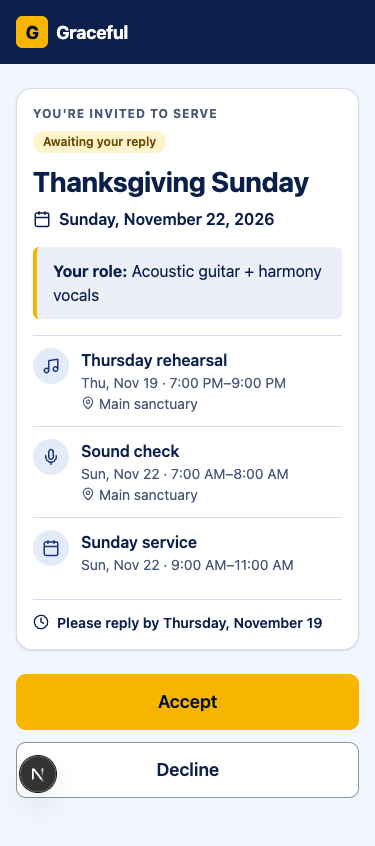 G Graceful
YOU'RE INVITED TO SERVE
Awaiting your reply
Thanksgiving Sunday
Sunday, November 22, 2026
Your role: Acoustic guitar + harmony
vocals
Thursday rehearsal
Thu, Nov 19 · 7:00 PM–9:00 PM
Main sanctuary
Sound check
Sun, Nov 22 · 7:00 AM–8:00 AM
Main sanctuary
Sunday service
Sun, Nov 22 · 9:00 AM–11:00 AM
Please reply by Thursday, November 19
Accept
Decline
N